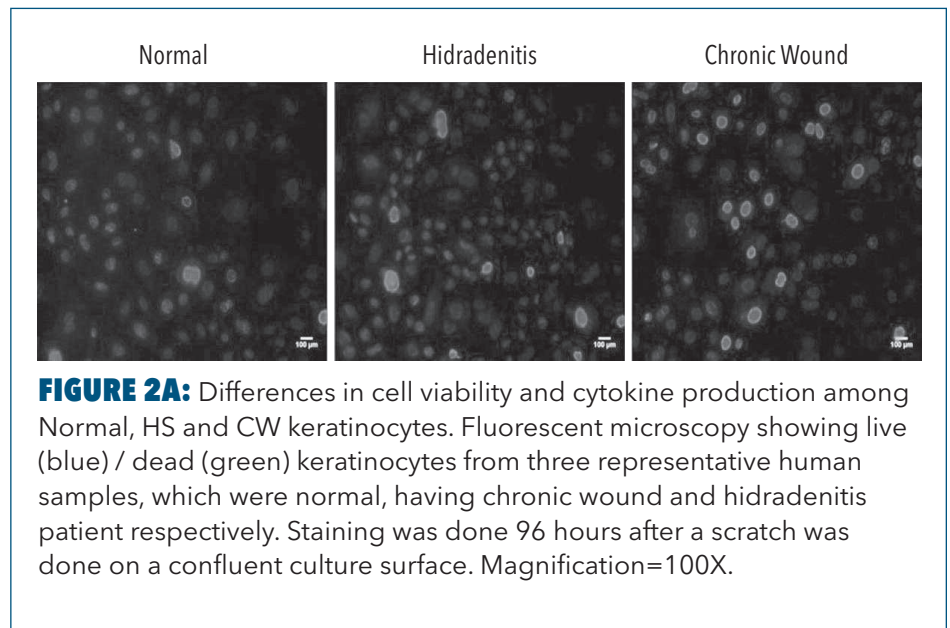 Normal Hidradenitis Chronic Wound
100 µm 100 µm 100 µm
FIGURE 2A: Differences in cell viability and cytokine production among
Normal, HS and CW keratinocytes. Fluorescent microscopy showing live
(blue) / dead (green) keratinocytes from three representative human
samples, which were normal, having chronic wound and hidradenitis
patient respectively. Staining was done 96 hours after a scratch was
done on a confluent culture surface. Magnification=100X.